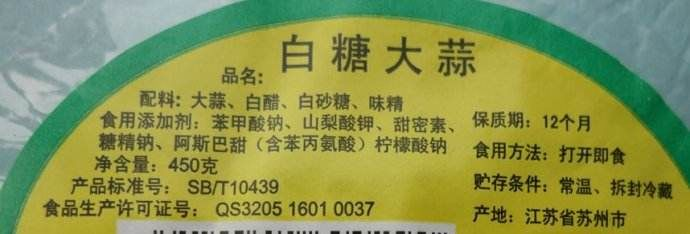 品名: 白糖大蒜
配料: 大蒜、白醋、白砂糖、味精
食用添加剂: 苯甲酸钠、山梨酸钾、甜密素、
糖精钠、阿斯巴甜（含苯丙氨酸）柠檬酸钠
净含量: 450克
产品标准号: SB/T10439
食品生产许可证号: QS3205 1601 0037
保质期: 12个月
食用方法: 打开即食
贮存条件: 常温、拆封冷藏
产地: 江苏省苏州市